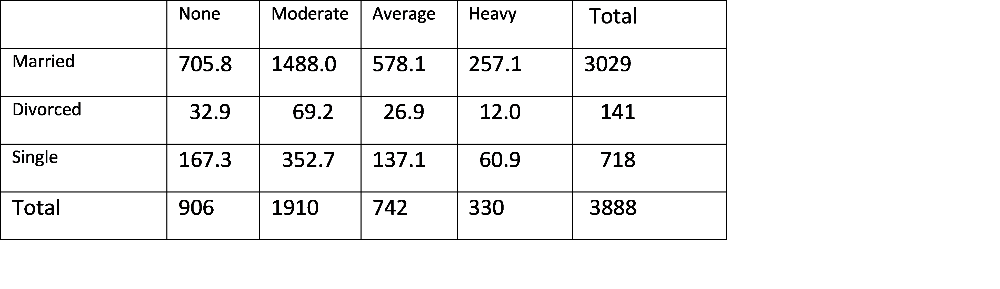 None Moderate Average Heavy Total
Married 705.8 1488.0 578.1 257.1 3029
Divorced 32.9 69.2 26.9 12.0 141
Single 167.3 352.7 137.1 60.9 718
Total 906 1910 742 330 3888